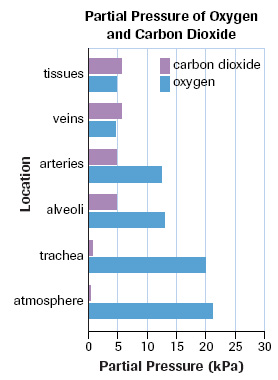 Partial Pressure of Oxygen
and Carbon Dioxide
carbon dioxide
oxygen
Location
tissues
veins
arteries
alveoli
trachea
atmosphere
0 5 10 15 20 25 30
Partial Pressure (kPa)